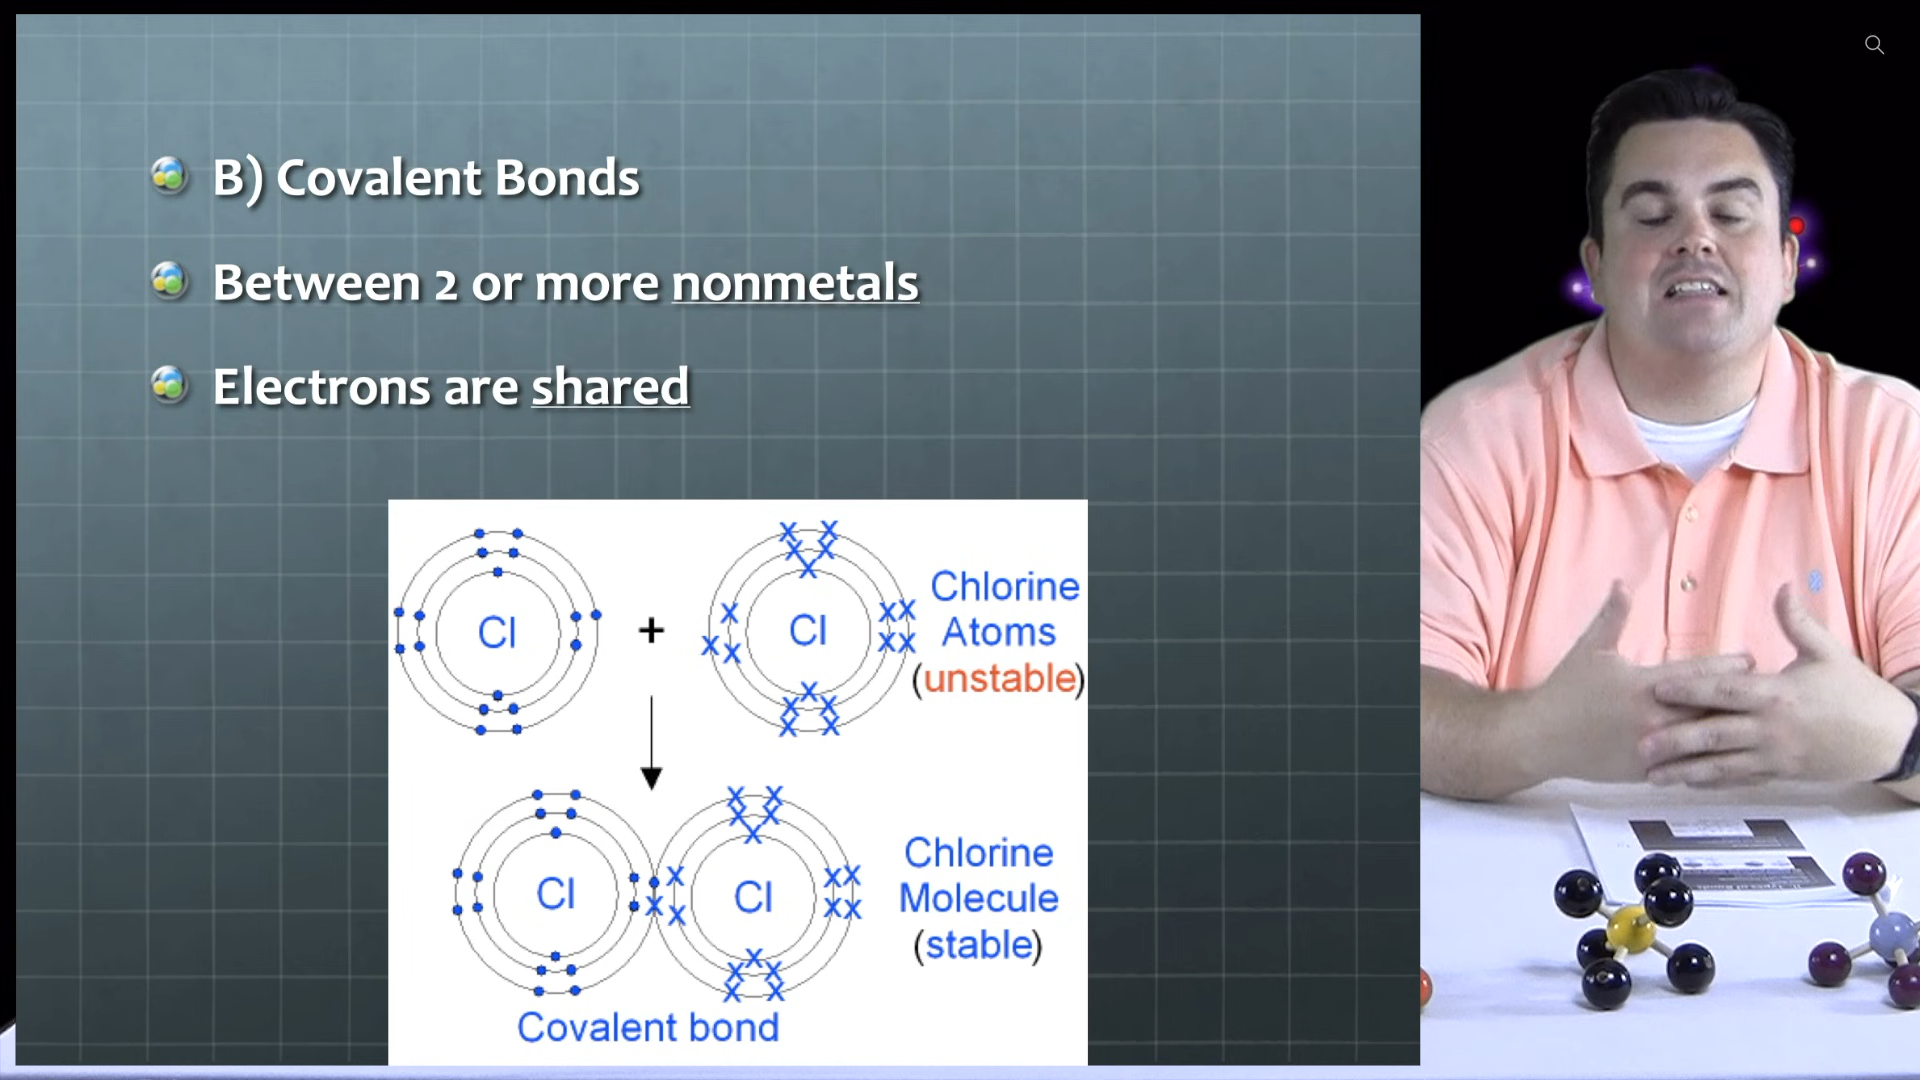 B) Covalent Bonds
Between 2 or more nonmetals
Electrons are shared
Cl
+
Cl
Chlorine
Atoms
(unstable)
Cl
Cl
Chlorine
Molecule
(stable)
Covalent bond